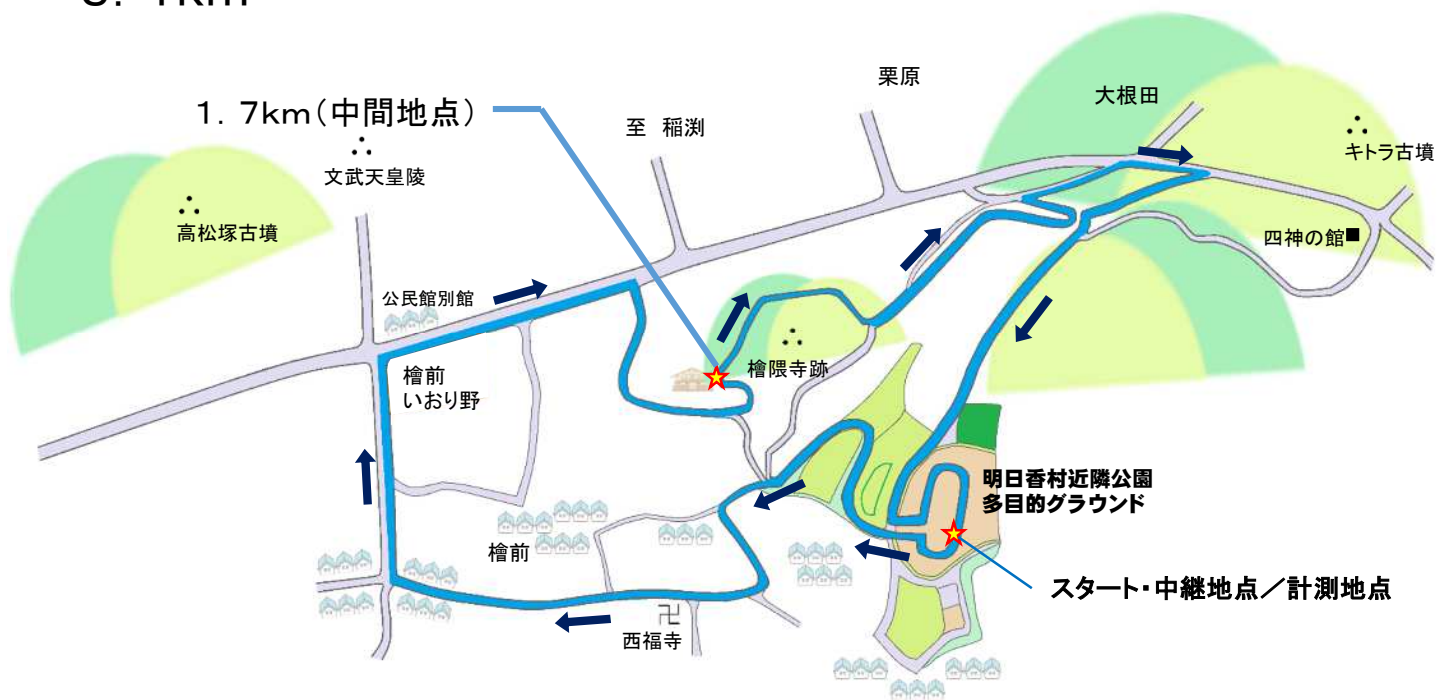 1.7km(中間地点)
文武天皇陵
高松塚古墳
至 稲渕
栗原
大根田
キトラ古墳
四神の館
公民館別館
檜前
いおり野
檜隈寺跡
明日香村近隣公園
多目的グラウンド
檜前
スタート・中継地点/計測地点
卍
西福寺